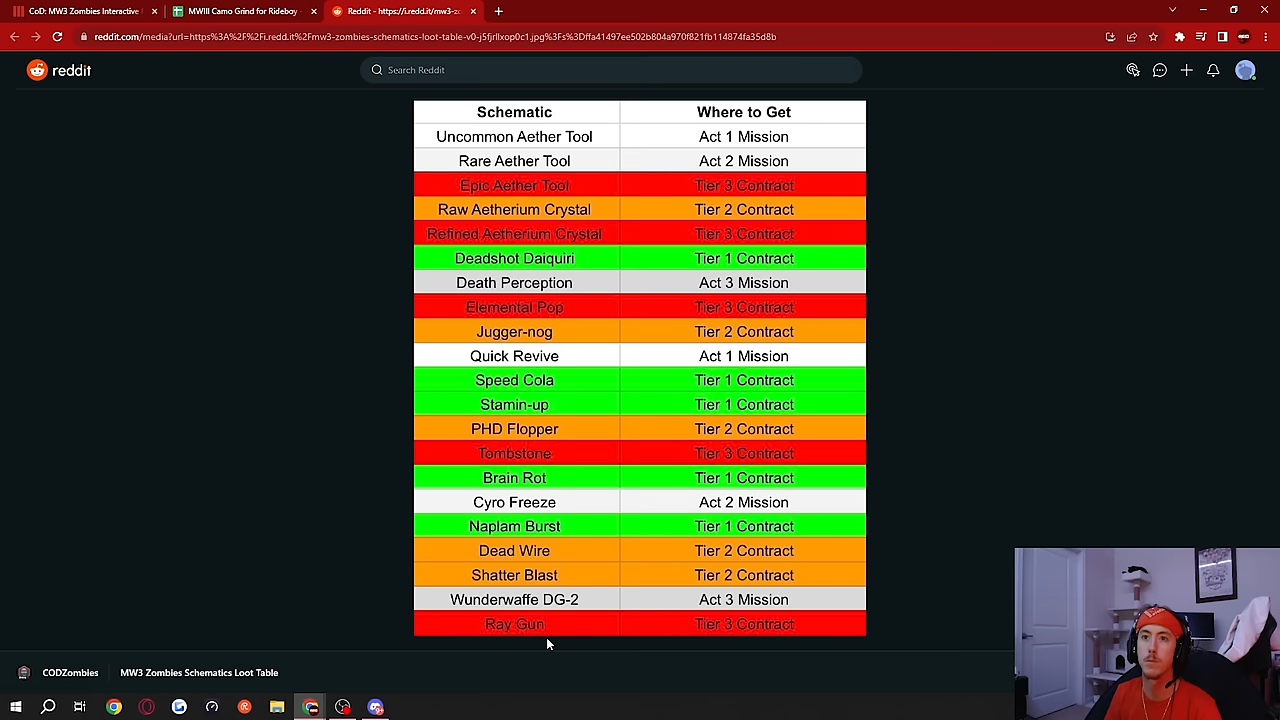 CoD: MW3 Zombies Interactive
MWIII Camo Grind for Rideboy
Reddit - https://i.redd.it/mw3-zo
reddit.com/media?url=https%3A%2F%2Fi.redd.it%2Fmw3-zombies-schematics-loot-table-v0-j5fjrllxop0c1.jpg%3Fs%3Dffa41497ee502b804a970f821fb114874fa35d8b
reddit
Search Reddit
Schematic Where to Get
Uncommon Aether Tool Act 1 Mission
Rare Aether Tool Act 2 Mission
Epic Aether Tool Tier 3 Contract
Raw Aetherium Crystal Tier 2 Contract
Refined Aetherium Crystal Tier 3 Contract
Deadshot Daiquiri Tier 1 Contract
Death Perception Act 3 Mission
Elemental Pop Tier 3 Contract
Jugger-nog Tier 2 Contract
Quick Revive Act 1 Mission
Speed Cola Tier 1 Contract
Stamin-up Tier 1 Contract
PHD Flopper Tier 2 Contract
Tombstone Tier 3 Contract
Brain Rot Tier 1 Contract
Cyro Freeze Act 2 Mission
Naplam Burst Tier 1 Contract
Dead Wire Tier 2 Contract
Shatter Blast Tier 2 Contract
Wunderwaffe DG-2 Act 3 Mission
Ray Gun Tier 3 Contract
CODZombies MW3 Zombies Schematics Loot Table